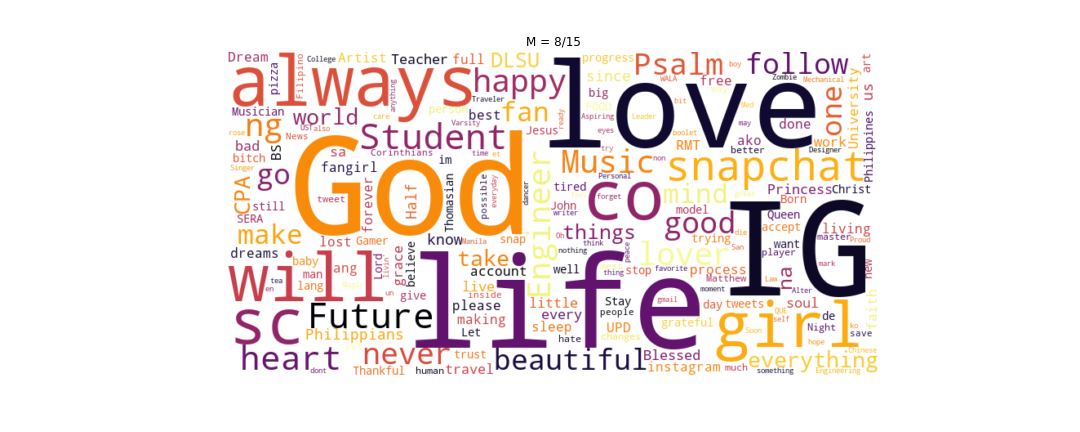 M = 8/15
Dream
pizza
Filipino
College
Artist
Teacher
full
DLSU
progress
boy
Zombie
Mechanical
art
always
anything
happy
since
Psalm
follow
us
Musician
world
care
person
Traveler
best
fan
big
FOOD
WALA
free
love
one
University
Philippines
rose
ng
News
US
also
Student
Varsity
Jesus
ready
Aspiring
eyes
bit
Leader
Med
may
done
work
bad
bitch
BS
sa
Corinthians
im
time
et
try
boolet
RMT
ako
better
Designer
Singer
fangirl
God
Music
non
snapchat
CPA
go
tweet
forever
Half
Thomasian
possible
everyday
dancer
Engineer
tired
Personal
forget
co
mind
Princess
Christ
still
SERA
John
writer
model
Born
Queen
accept
make
lost
Gamer
know
Manila
snap
Oh
think
things
peace
good
trying
die
San
IG
living
master
Proud
want
player
dreams
baby
man
lang
ang
Lord
livin
grace
believe
take
account
nothing
well
thing
stop
lover
favorite
process
Matthew
na
mark
new
will
tea
en
un
give
live
inside
life
little
Stay
people
gmail
moment
day
tweets
soul
Alter
faith
sc
Future
please
making
Let
every
sleep
hate
UPD
changes
grateful
girl
Soon
QUE
self
de
Night
hope
ko
save
Chinese
Philippians
heart
dont
never
Thankful
trust
human
travel
beautiful
Blessed
instagram
much
everything
something
Engineering